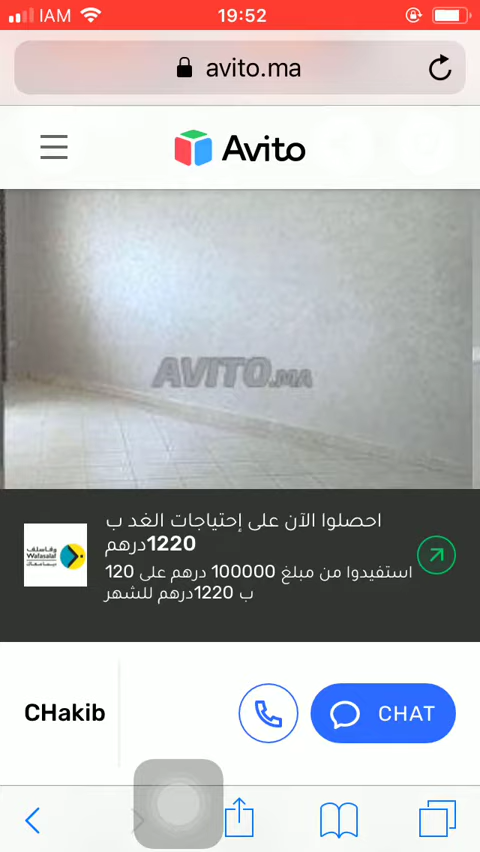 IAM
19:52
avito.ma
Avito
AVITO.MA
احصلوا الآن على إحتياجات الغد ب
1220درهم
استفيدوا من مبلغ 100000 درهم على 120
ب 1220درهم للشهر
وفاسلف
Wafasalaf
CHakib
CHAT